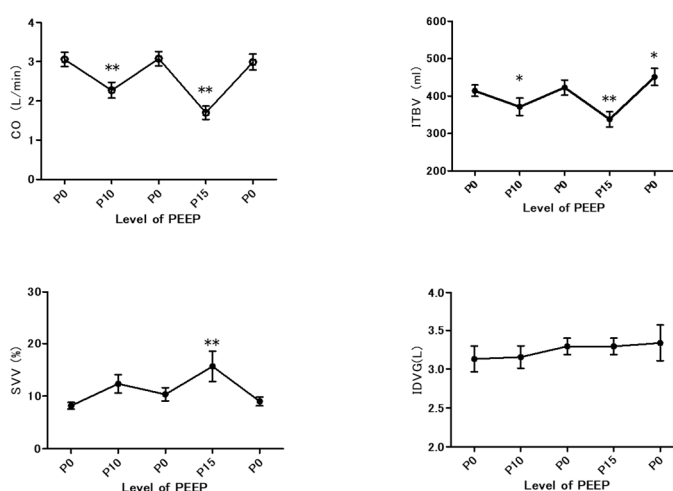 CO (L/min)
4
3
2
1
0
**
**
P0
P10
P0
P15
P0
Level of PEEP
ITBV (ml)
600
500
400
300
200
*
**
*
P0
P10
P0
P15
P0
Level of PEEP
SVV (%)
30
20
10
0
**
P0
P10
P0
P15
P0
Level of PEEP
IDVG(L)
4.0
3.5
3.0
2.5
2.0
P0
P10
P0
P15
P0
Level of PEEP